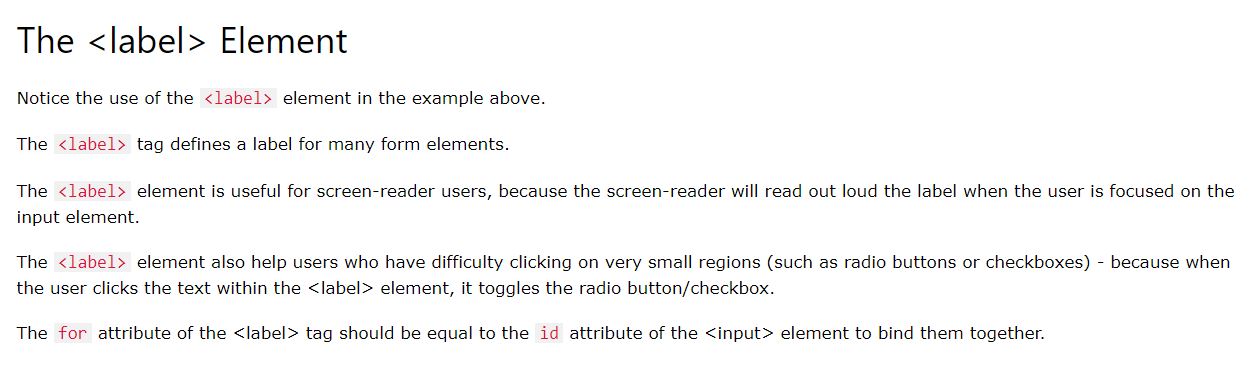 The <label> Element
Notice the use of the <label> element in the example above.
The <label> tag defines a label for many form elements.
The <label> element is useful for screen-reader users, because the screen-reader will read out loud the label when the user is focused on the
input element.
The <label> element also help users who have difficulty clicking on very small regions (such as radio buttons or checkboxes) - because when
the user clicks the text within the <label> element, it toggles the radio button/checkbox.
The for attribute of the <label> tag should be equal to the id attribute of the <input> element to bind them together.